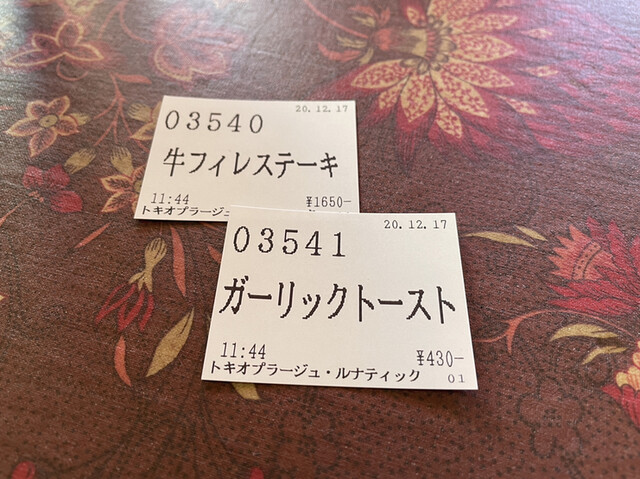 20.12.17
03540
牛フィレステーキ
11:44 ¥1650-
トキオプラージュ
20.12.17
03541
ガーリックトースト
11:44 ¥430-
トキオプラージュ・ルナティック 01